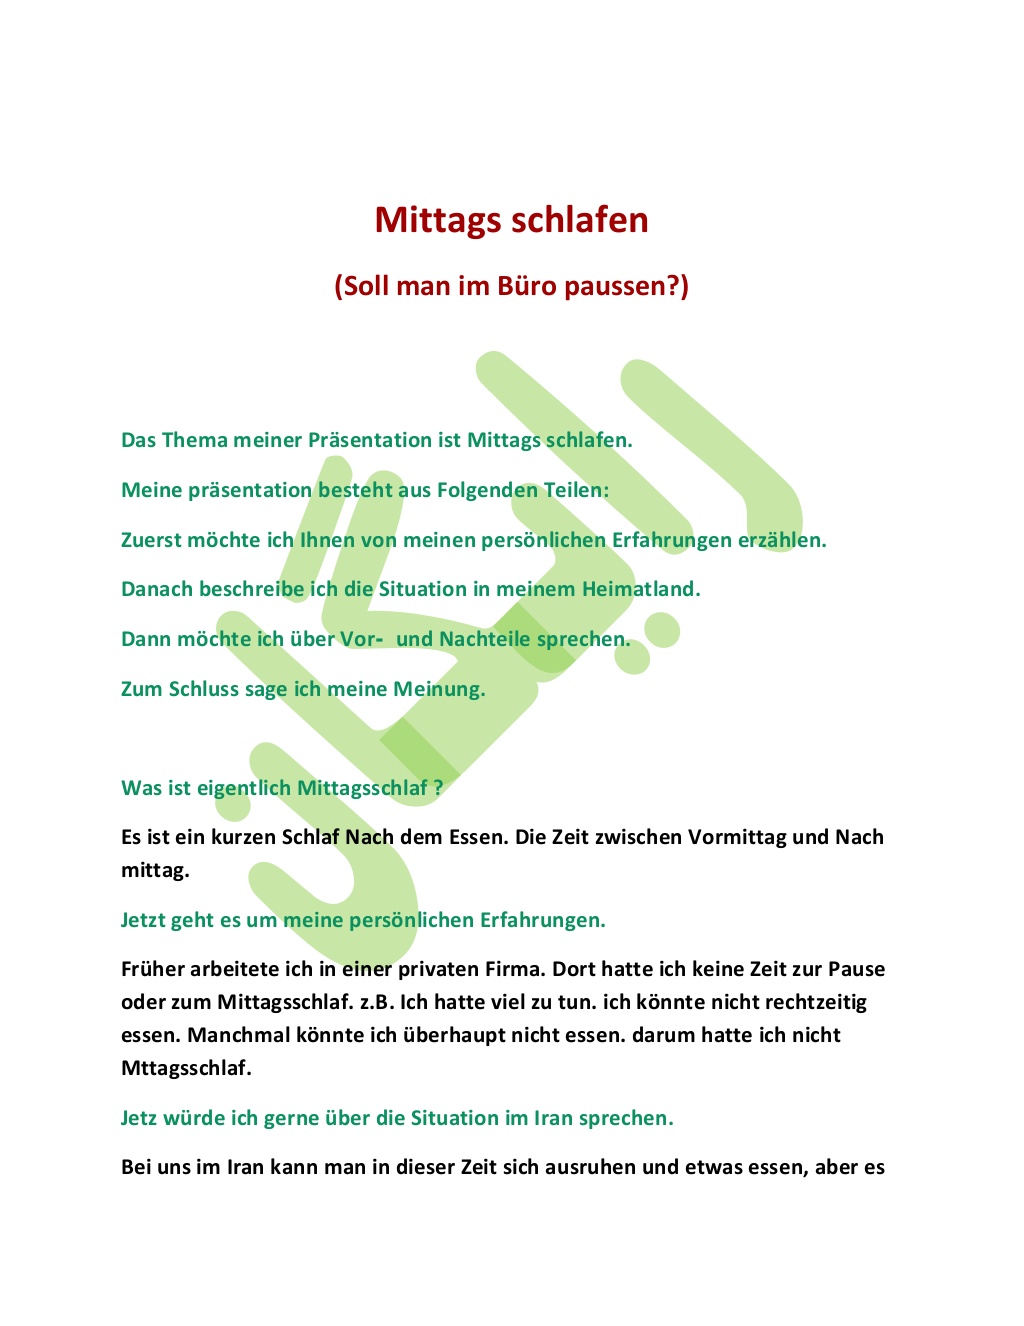 Mittags schlafen
(Soll man im Büro paussen?)
Das Thema meiner Präsentation ist Mittags schlafen.
Meine präsentation besteht aus Folgenden Teilen:
Zuerst möchte ich Ihnen von meinen persönlichen Erfahrungen erzählen.
Danach beschreibe ich die Situation in meinem Heimatland.
Dann möchte ich über Vor- und Nachteile sprechen.
Zum Schluss sage ich meine Meinung.
Was ist eigentlich Mittagsschlaf ?
Es ist ein kurzen Schlaf Nach dem Essen. Die Zeit zwischen Vormittag und Nach
mittag.
Jetzt geht es um meine persönlichen Erfahrungen.
Früher arbeitete ich in einer privaten Firma. Dort hatte ich keine Zeit zur Pause
oder zum Mittagsschlaf. z.B. Ich hatte viel zu tun. ich könnte nicht rechtzeitig
essen. Manchmal könnte ich überhaupt nicht essen. darum hatte ich nicht
Mttagsschlaf.
Jetz würde ich gerne über die Situation im Iran sprechen.
Bei uns im Iran kann man in dieser Zeit sich ausruhen und etwas essen, aber es
رایگان